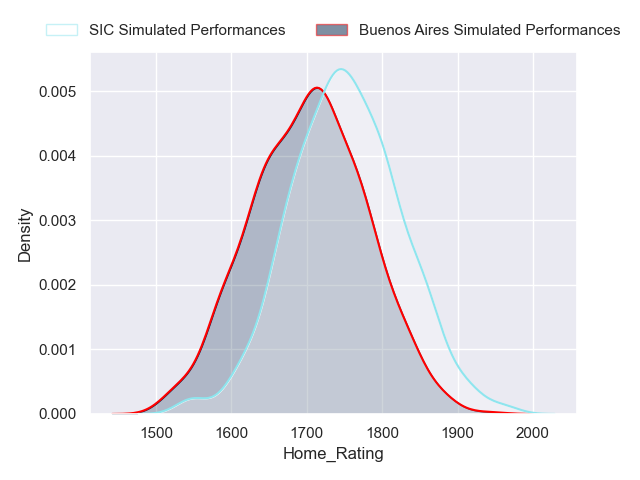 SIC Simulated Performances
Buenos Aires Simulated Performances
0.005
0.004
0.003
0.002
0.001
0.000
Density
1500 1600 1700 1800 1900 2000
Home_Rating